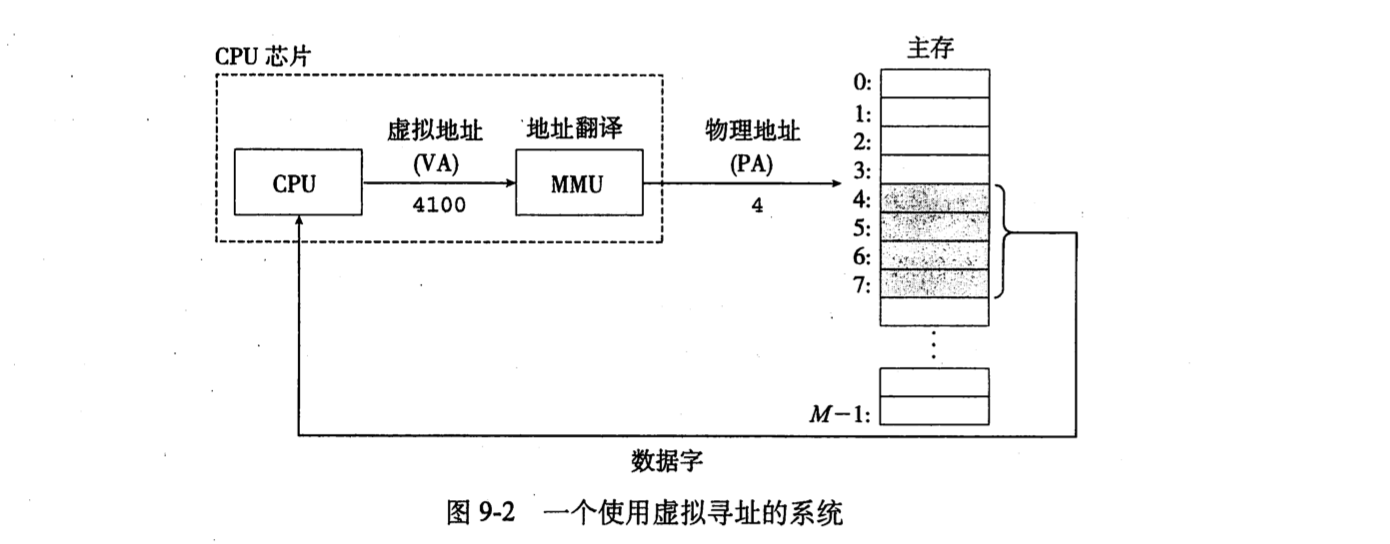 CPU 芯片
主存
虚拟地址
(VA)
4100
地址翻译
物理地址
(PA)
4
CPU
MMU
0:
1:
2:
3:
4:
5:
6:
7:
⋮
M−1:
数据字
图 9-2 一个使用虚拟寻址的系统